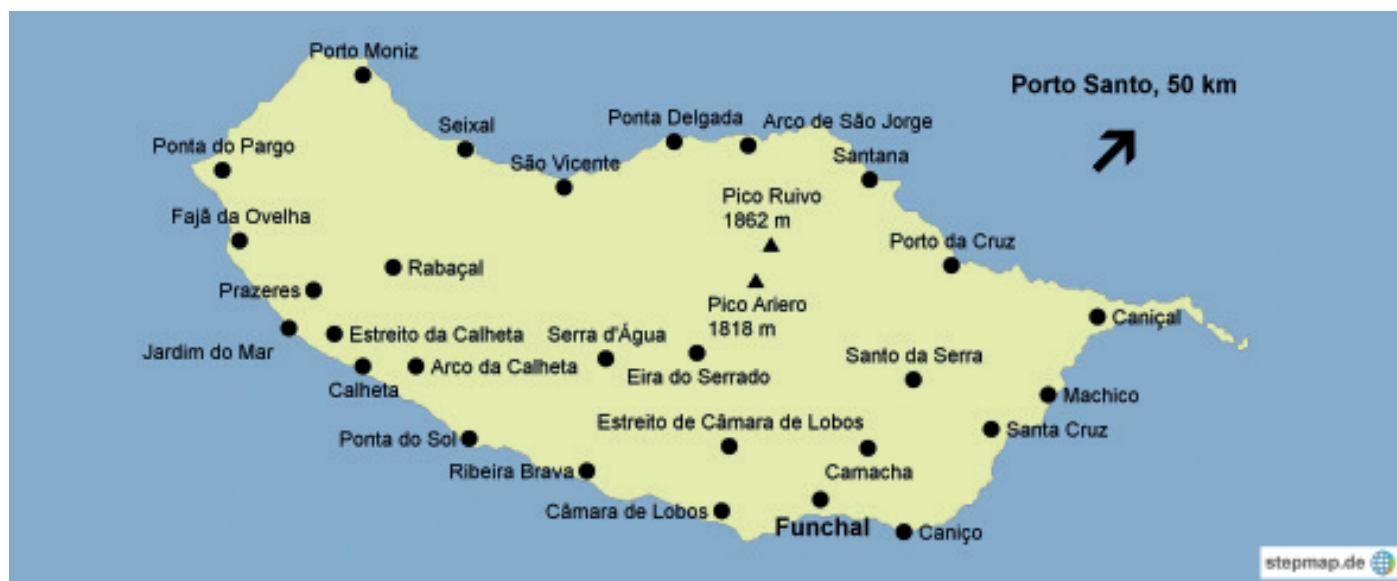 Porto Moniz
Porto Santo, 50 km
Seixal
Ponta Delgada
Arco de São Jorge
Ponta do Pargo
São Vicente
Santana
Pico Ruivo
1862 m
Fajã da Ovelha
Porto da Cruz
Rabaçal
Prazeres
Pico Ariero
1818 m
Caniçal
Estreito da Calheta
Serra d'Água
Jardim do Mar
Santo da Serra
Arco da Calheta
Eira do Serrado
Calheta
Machico
Estreito de Câmara de Lobos
Santa Cruz
Ponta do Sol
Ribeira Brava
Camacha
Câmara de Lobos
Funchal
Caniço
stepmap.de